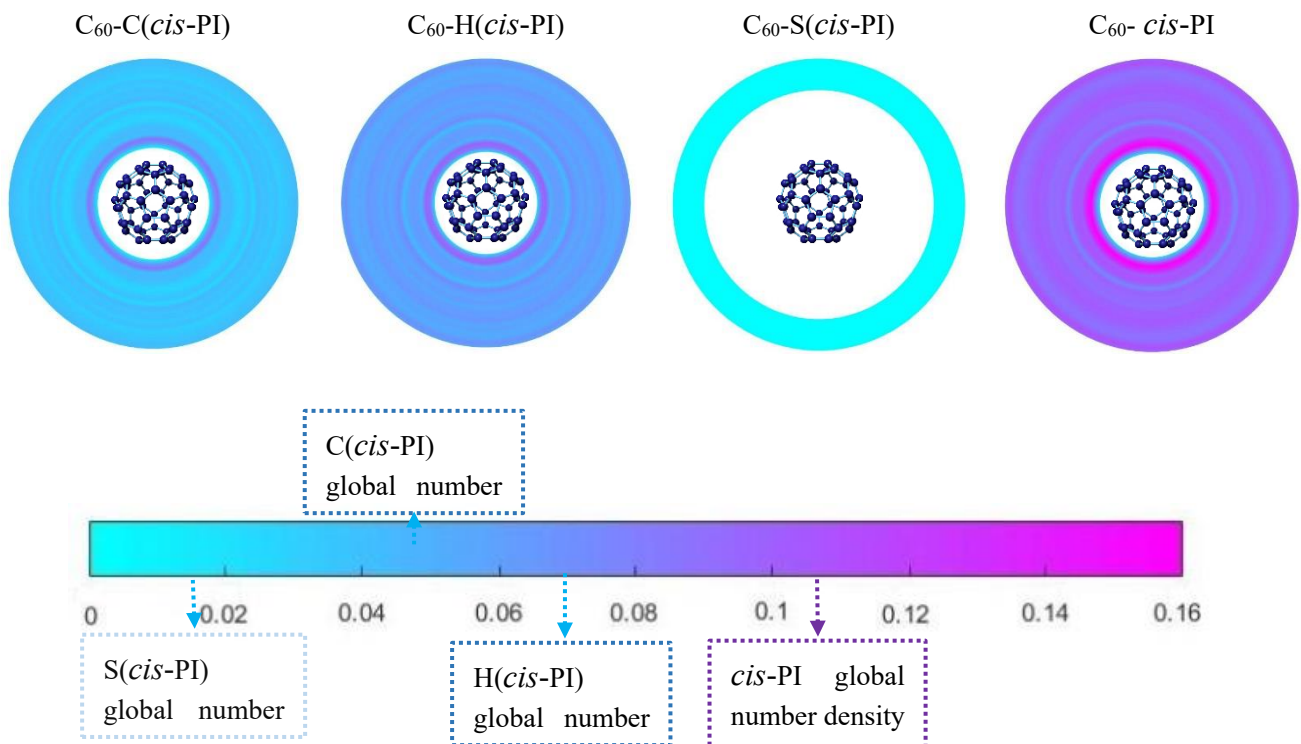 C₆₀-C(cis-PI)
C₆₀-H(cis-PI)
C₆₀-S(cis-PI)
C₆₀- cis-PI
C(cis-PI)
global number
0
0.02
0.04
0.06
0.08
0.1
0.12
0.14
0.16
S(cis-PI)
global number
H(cis-PI)
global number
cis-PI global
number density